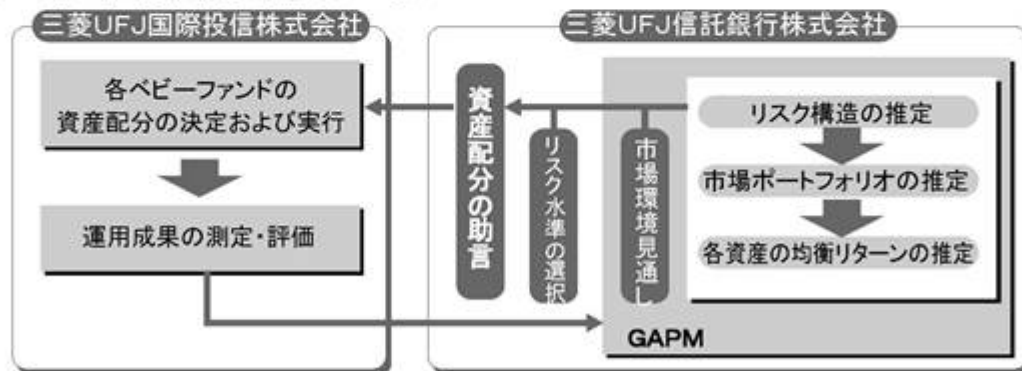 三菱UFJ国際投信株式会社
各ベビーファンドの
資産配分の決定および実行
運用成果の測定・評価
三菱UFJ信託銀行株式会社
資産配分の助言
リスク水準の選択
市場環境見通し
リスク構造の推定
市場ポートフォリオの推定
各資産の均衡リターンの推定
GAPM